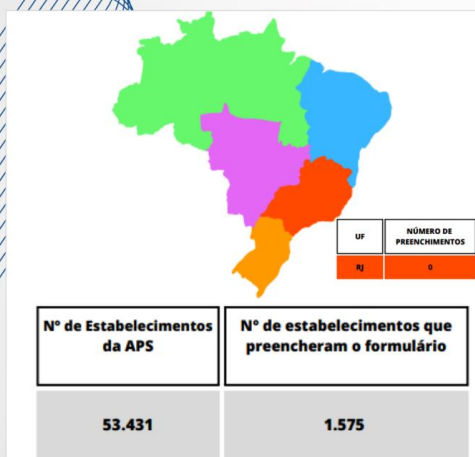 UF
NÚMERO DE
PREENCHIMENTOS
RJ
0
Nº de Estabelecimentos
da APS
Nº de estabelecimentos que
preencheram o formulário
53.431
1.575